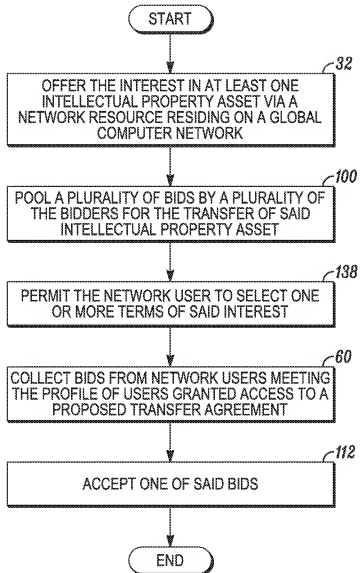 START
32
OFFER THE INTEREST IN AT LEAST ONE
INTELLECTUAL PROPERTY ASSET VIA A
NETWORK RESOURCE RESIDING ON A GLOBAL
COMPUTER NETWORK
100
POOL A PLURALITY OF BIDS BY A PLURALITY OF
THE BIDDERS FOR THE TRANSFER OF SAID
INTELLECTUAL PROPERTY ASSET
138
PERMIT THE NETWORK USER TO SELECT ONE
OR MORE TERMS OF SAID INTEREST
60
COLLECT BIDS FROM NETWORK USERS MEETING
THE PROFILE OF USERS GRANTED ACCESS TO A
PROPOSED TRANSFER AGREEMENT
112
ACCEPT ONE OF SAID BIDS
END